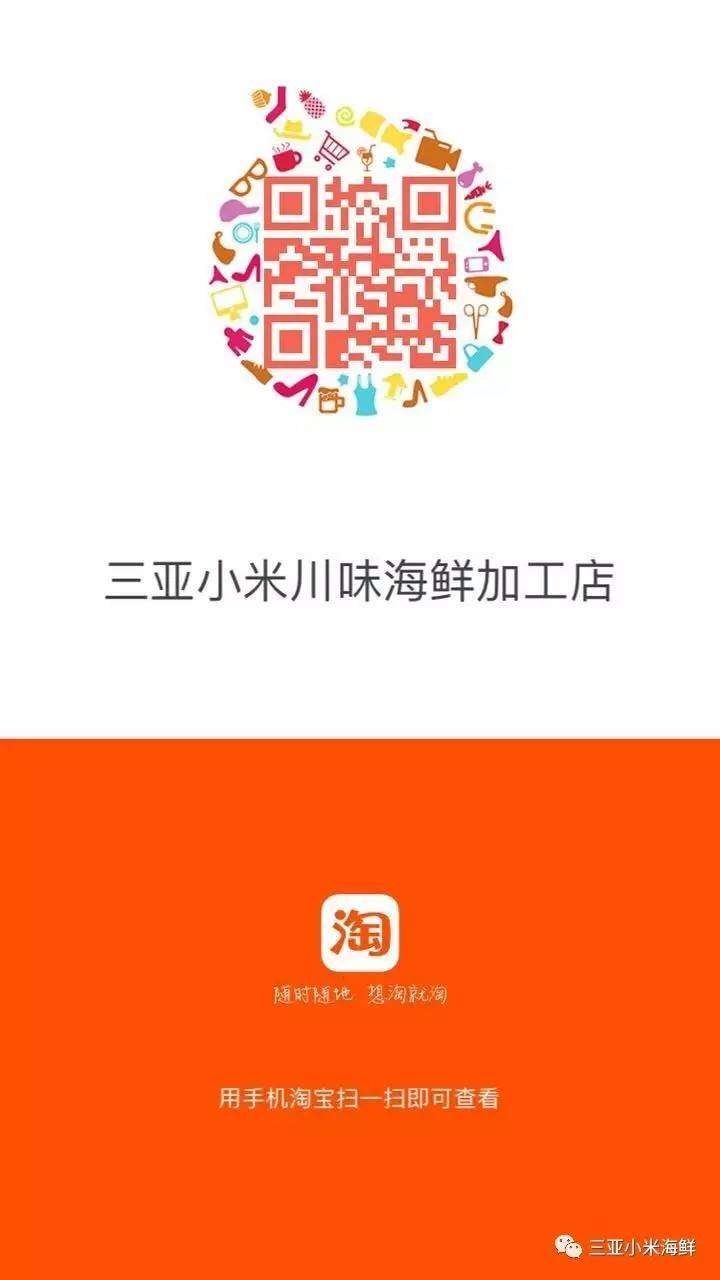 三亚小米川味海鲜加工店
淘
随时随地 想淘就淘
用手机淘宝扫一扫即可查看
三亚小米海鲜